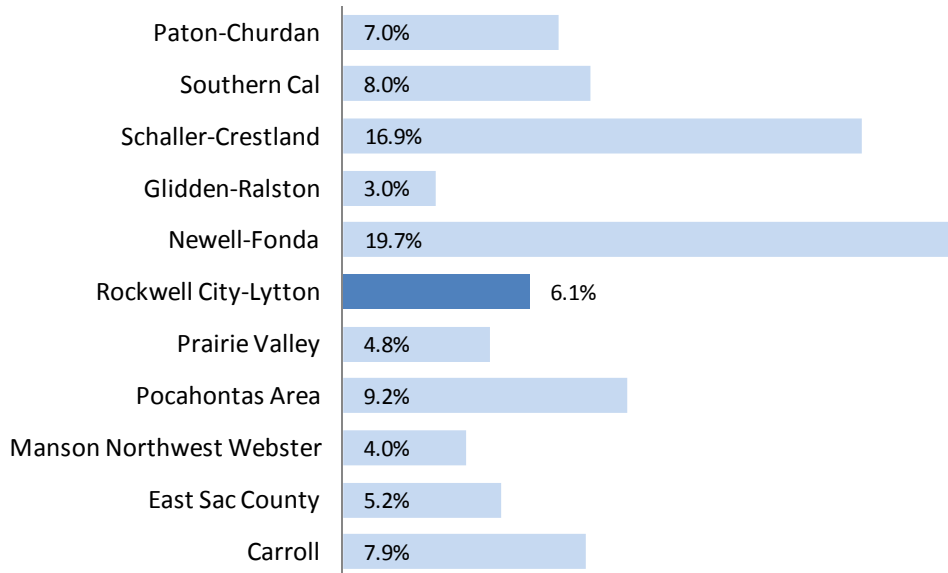 Paton-Churdan 7.0%
Southern Cal 8.0%
Schaller-Crestland 16.9%
Glidden-Ralston 3.0%
Newell-Fonda 19.7%
Rockwell City-Lytton 6.1%
Prairie Valley 4.8%
Pocahontas Area 9.2%
Manson Northwest Webster 4.0%
East Sac County 5.2%
Carroll 7.9%